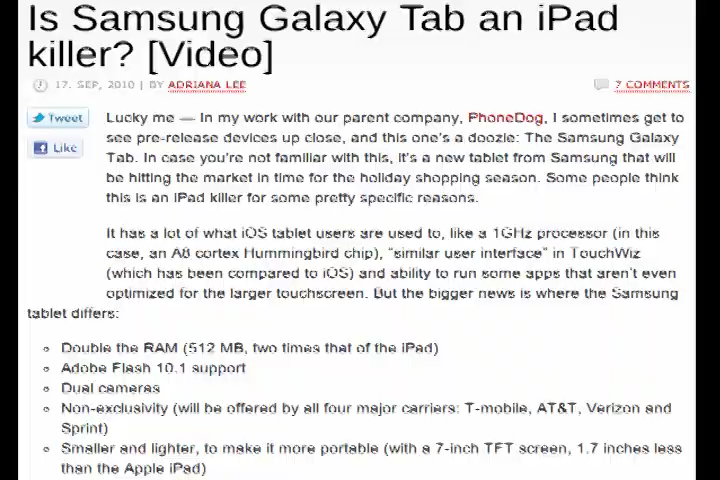 Is Samsung Galaxy Tab an iPad
killer? [Video]
17. SEP, 2010 | BY ADRIANA LEE
7 COMMENTS
Tweet
Like
Lucky me — In my work with our parent company, PhoneDog, I sometimes get to
see pre-release devices up close, and this one's a doozie: The Samsung Galaxy
Tab. In case you're not familiar with this, it's a new tablet from Samsung that will
be hitting the market in time for the holiday shopping season. Some people think
this is an iPad killer for some pretty specific reasons.
It has a lot of what iOS tablet users are used to, like a 1GHz processor (in this
case, an A8 cortex Hummingbird chip), "similar user interface" in TouchWiz
(which has been compared to iOS) and ability to run some apps that aren't even
optimized for the larger touchscreen. But the bigger news is where the Samsung
tablet differs:
Double the RAM (512 MB, two times that of the iPad)
Adobe Flash 10.1 support
Dual cameras
Non-exclusivity (will be offered by all four major carriers: T-mobile, AT&T, Verizon and
Sprint)
Smaller and lighter, to make it more portable (with a 7-inch TFT screen, 1.7 inches less
than the Apple iPad)